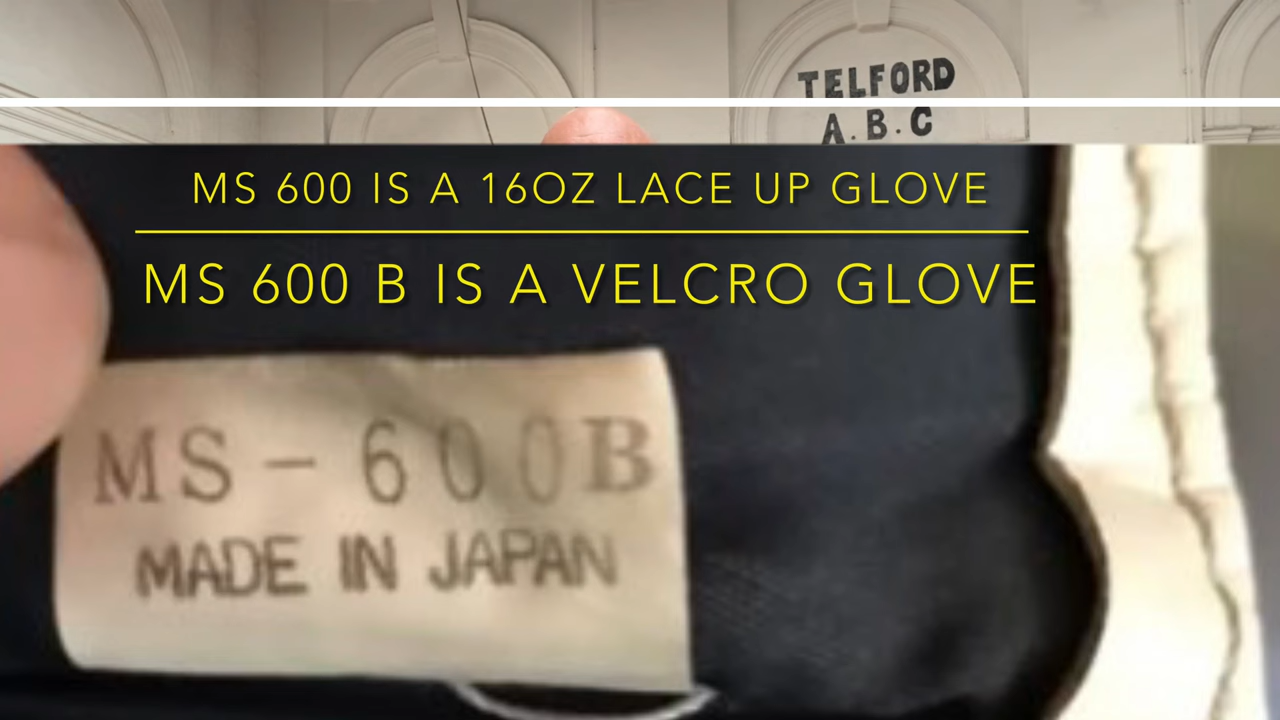 TELFORD
A.B.C
MS 600 IS A 16OZ LACE UP GLOVE
MS 600 B IS A VELCRO GLOVE
MS-600B
MADE IN JAPAN